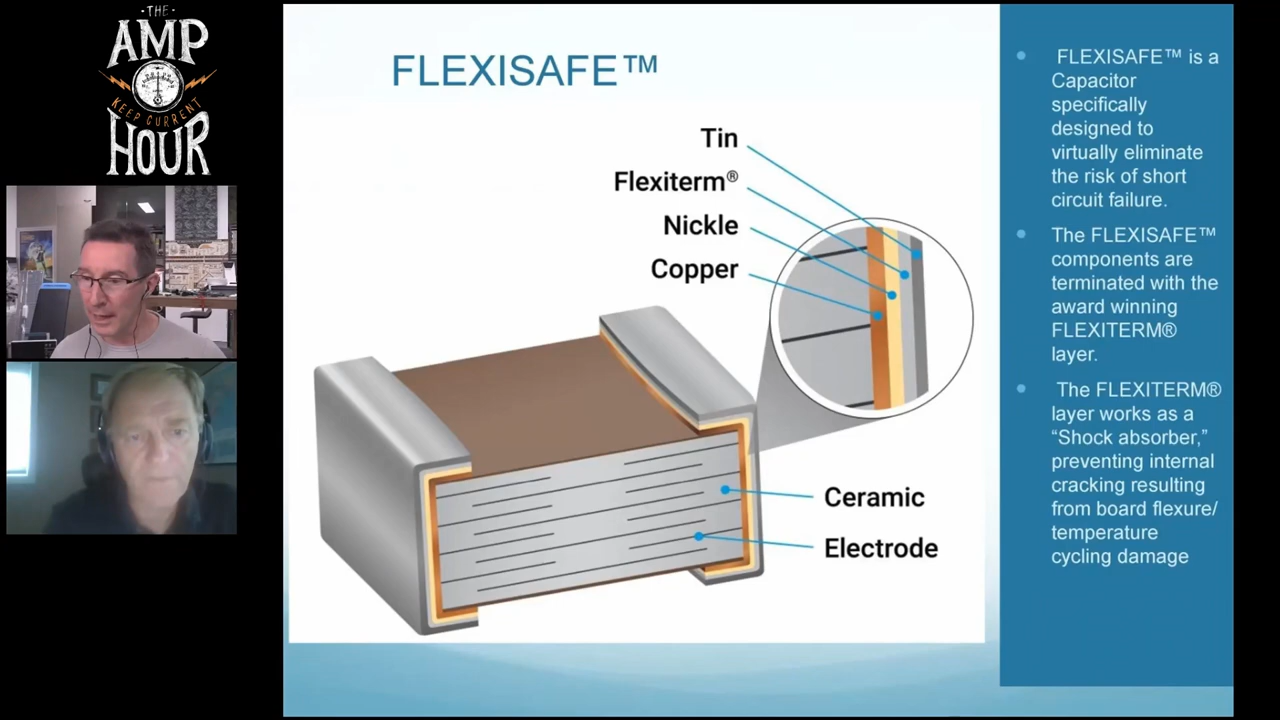 ·THE·
AMP
KEEP CURRENT
HOUR
FLEXISAFE™
Tin
Flexiterm®
Nickle
Copper
Ceramic
Electrode
FLEXISAFE™ is a
Capacitor
specifically
designed to
virtually eliminate
the risk of short
circuit failure.
The FLEXISAFE™
components are
terminated with the
award winning
FLEXITERM®
layer.
The FLEXITERM®
layer works as a
“Shock absorber,”
preventing internal
cracking resulting
from board flexure/
temperature
cycling damage